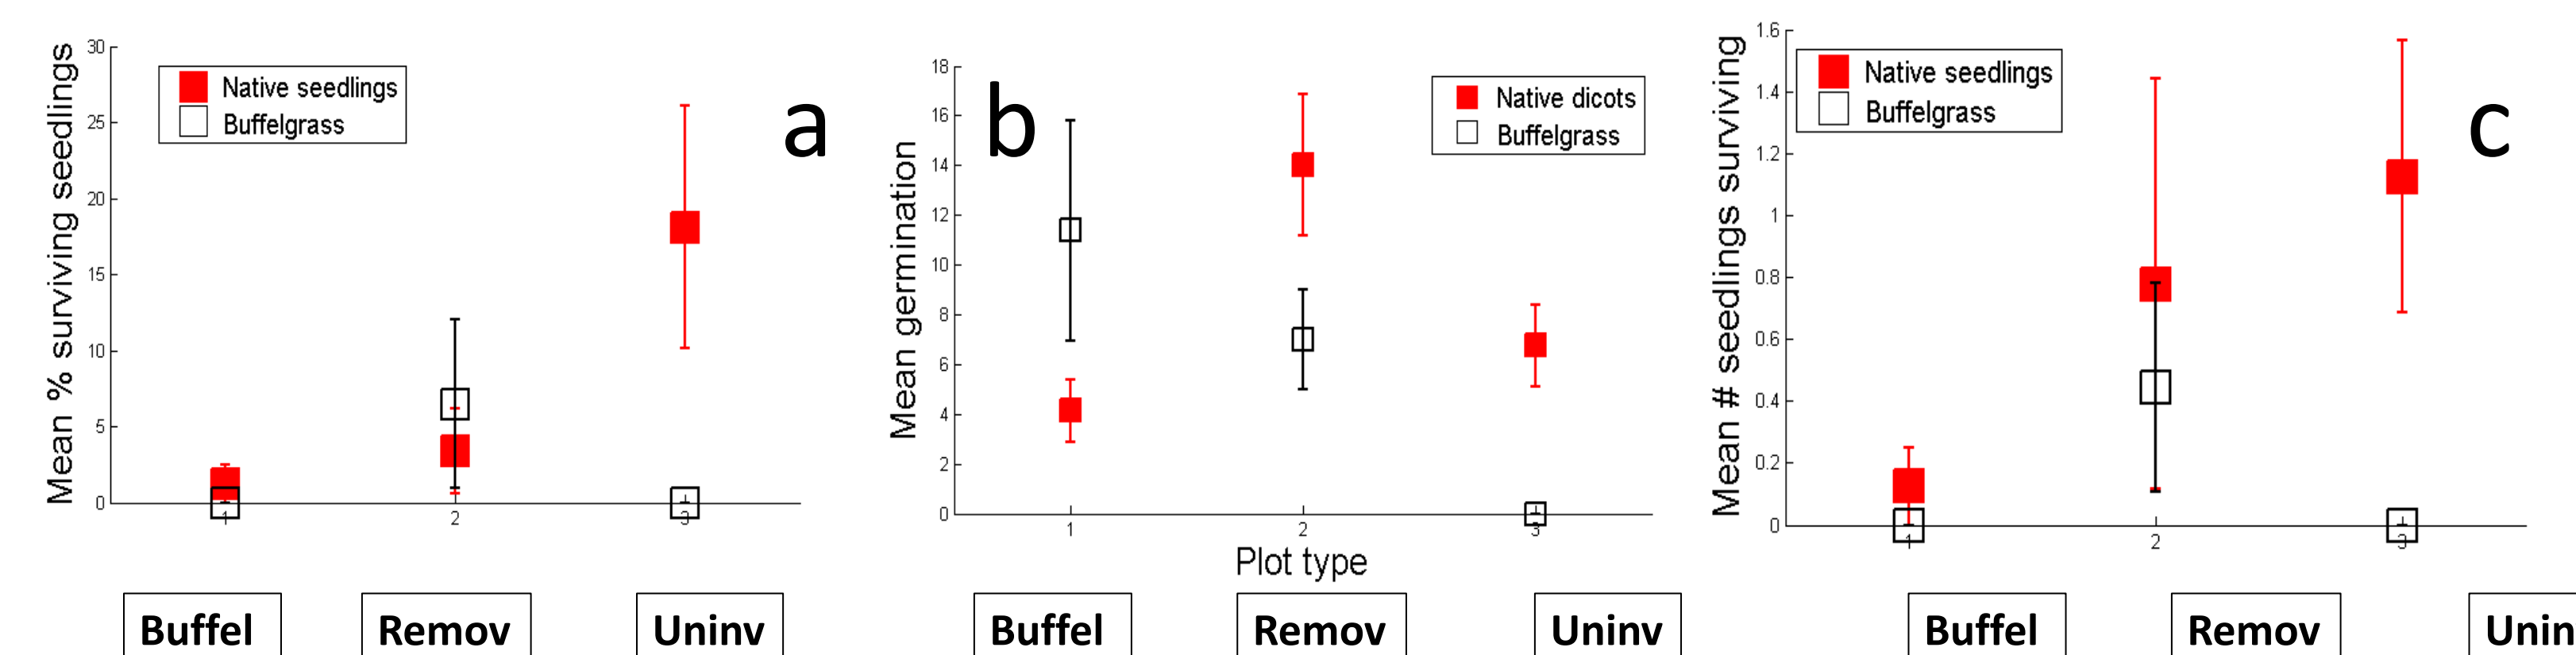 Mean % surviving seedlings
30
25
20
15
10
5
0
1
2
3
Native seedlings
Buffelgrass
a
Buffel
Remov
Uninv
Mean germination
18
16
14
12
10
8
6
4
2
0
1
2
3
Plot type
b
Native dicots
Buffelgrass
Buffel
Remov
Uninv
Mean # seedlings surviving
1.6
1.4
1.2
1
0.8
0.6
0.4
0.2
0
1
2
3
Native seedlings
Buffelgrass
c
Buffel
Remov
Unin